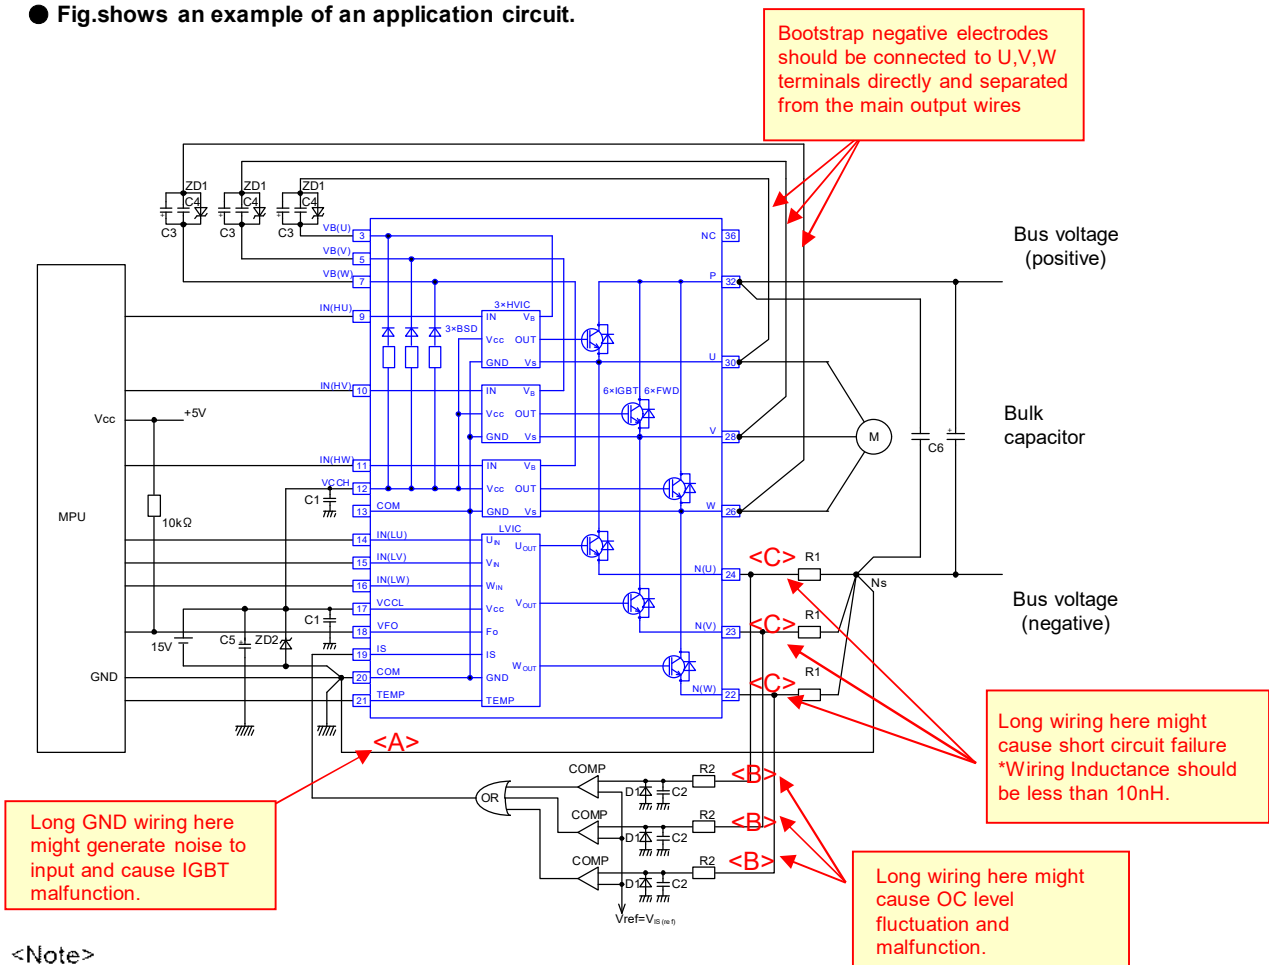 ● Fig.shows an example of an application circuit.
Bootstrap negative electrodes
should be connected to U,V,W
terminals directly and separated
from the main output wires
ZD1
C4
C3
ZD1
C4
C3
ZD1
C4
C3
VB(U)
3
VB(V)
5
VB(W)
7
IN(HU)
9
IN(HV)
10
IN(HW)
11
VCCH
12
COM
13
IN(LU)
14
IN(LV)
15
IN(LW)
16
VCCL
17
VFO
18
IS
19
COM
20
TEMP
21
MPU
Vcc
+5V
10kΩ
GND
15V
C5
ZD2
C1
C1
3×BSD
3×HVIC
IN
VB
Vcc
OUT
GND
Vs
IN
VB
Vcc
OUT
GND
Vs
IN
VB
Vcc
OUT
GND
Vs
LVIC
UIN
UOUT
VIN
WIN
Vcc
VOUT
Fo
IS
WOUT
GND
TEMP
6×IGBT
6×FWD
NC
36
P
32
U
30
V
28
W
26
N(U)
24
N(V)
23
N(W)
22
Bus voltage
(positive)
Bulk
capacitor
M
C6
<C>
R1
Ns
<C>
R1
<C>
R1
Bus voltage
(negative)
Long wiring here might
cause short circuit failure
*Wiring Inductance should
be less than 10nH.
<A>
Long GND wiring here
might generate noise to
input and cause IGBT
malfunction.
OR
COMP
D1
C2
R2
<B>
COMP
D1
C2
R2
<B>
COMP
D1
C2
R2
<B>
Vref=VIS(ref)
Long wiring here might
cause OC level
fluctuation and
malfunction.
<Note>